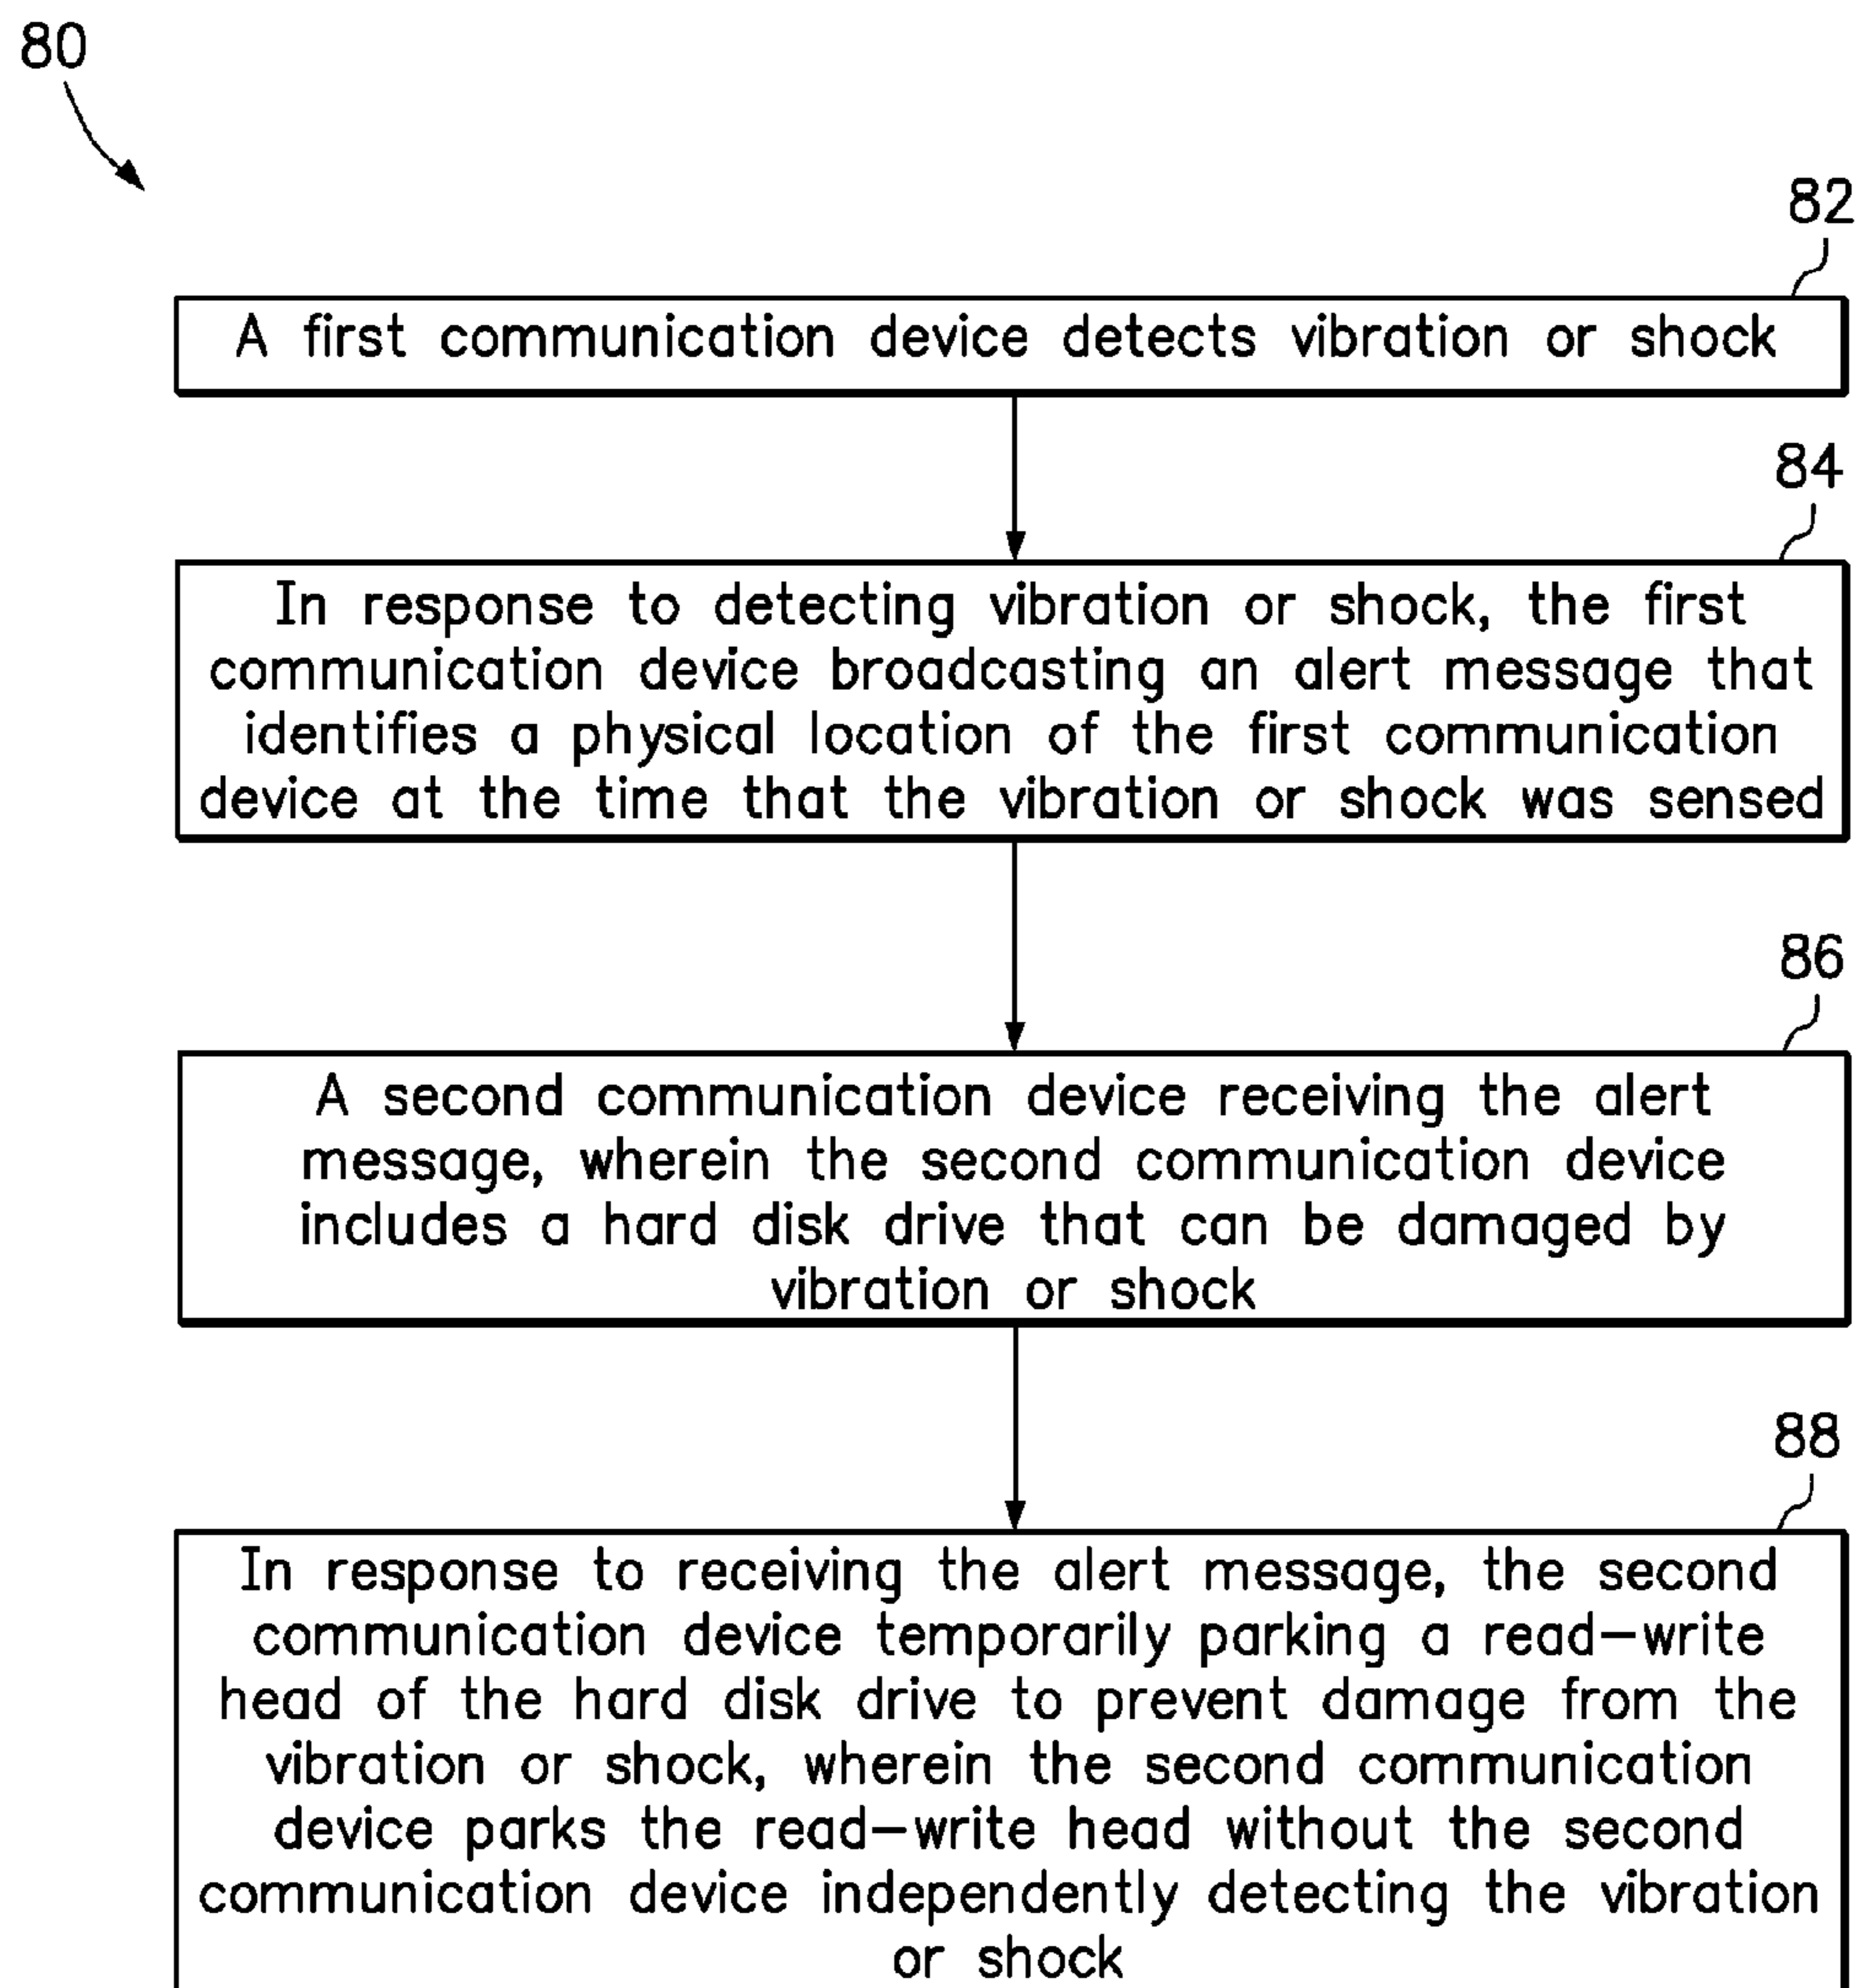 80
82
A first communication device detects vibration or shock
84
In response to detecting vibration or shock, the first
communication device broadcasting an alert message that
identifies a physical location of the first communication
device at the time that the vibration or shock was sensed
86
A second communication device receiving the alert
message, wherein the second communication device
includes a hard disk drive that can be damaged by
vibration or shock
88
In response to receiving the alert message, the second
communication device temporarily parking a read-write
head of the hard disk drive to prevent damage from the
vibration or shock, wherein the second communication
device parks the read-write head without the second
communication device independently detecting the vibration
or shock